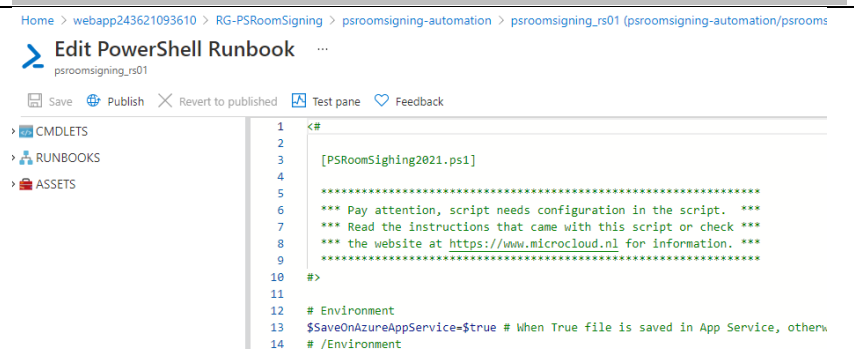 Home > webapp243621093610 > RG-PSRoomSigning > psroomsigning-automation > psroomsigning_rs01 (psroomsigning-automation/psrooms
Edit PowerShell Runbook ...
psroomsigning_rs01
Save Publish Revert to published Test pane Feedback
CMDLETS
RUNBOOKS
ASSETS
1 <#
2
3 [PSRoomSighing2021.ps1]
4
5 *****************************************************************
6 *** Pay attention, script needs configuration in the script. ***
7 *** Read the instructions that came with this script or check ***
8 *** the website at https://www.microcloud.nl for information. ***
9 *****************************************************************
10 #>
11
12 # Environment
13 $SaveOnAzureAppService=$true # When True file is saved in App Service, otherw
14 # /Environment